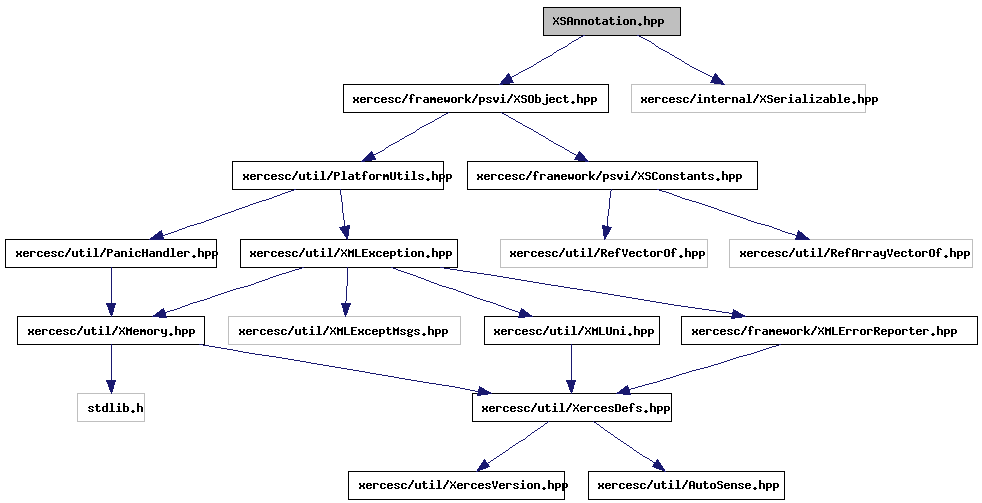 XSAnnotation.hpp
xercesc/framework/psvi/XSObject.hpp
xercesc/internal/XSerializable.hpp
xercesc/util/PlatformUtils.hpp
xercesc/framework/psvi/XSConstants.hpp
xercesc/util/PanicHandler.hpp
xercesc/util/XMLException.hpp
xercesc/util/RefVectorOf.hpp
xercesc/util/RefArrayVectorOf.hpp
xercesc/util/XMemory.hpp
xercesc/util/XMLExceptMsgs.hpp
xercesc/util/XMLUni.hpp
xercesc/framework/XMLErrorReporter.hpp
stdlib.h
xercesc/util/XercesDefs.hpp
xercesc/util/XercesVersion.hpp
xercesc/util/AutoSense.hpp